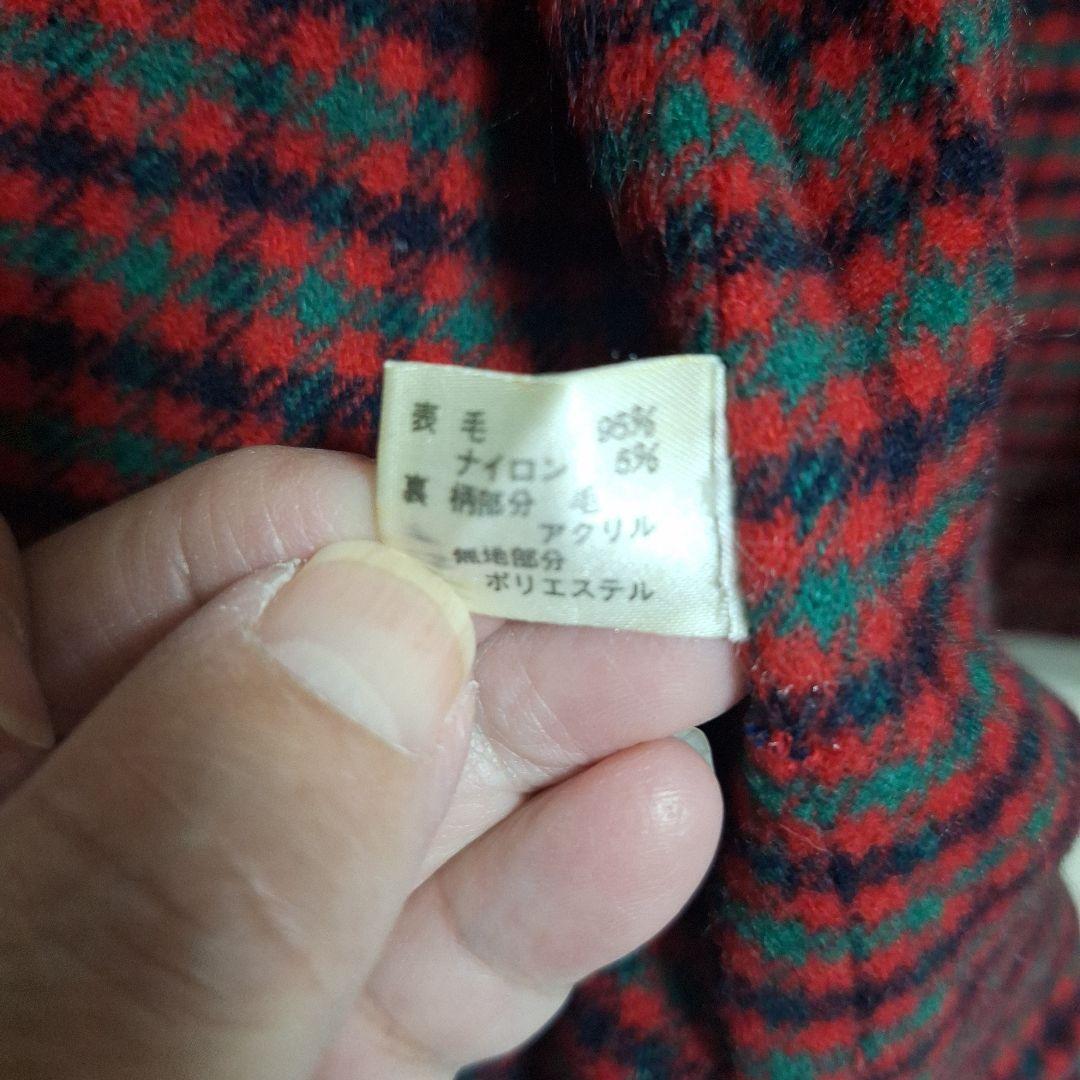 表 毛 95%
ナイロン 5%
裏 柄部分 毛
アクリル
無地部分
ポリエステル